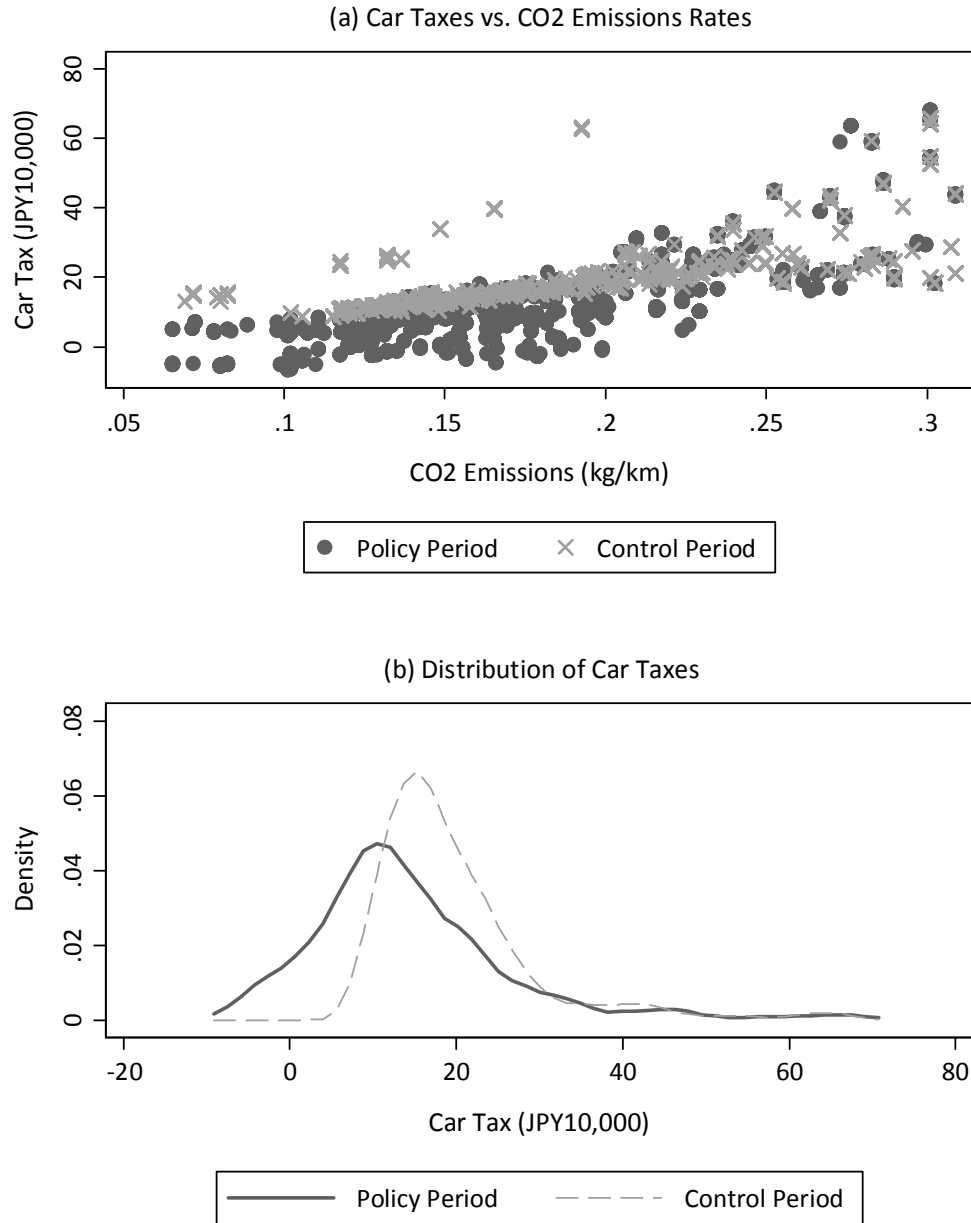 (a) Car Taxes vs. CO2 Emissions Rates
Car Tax (JPY10,000)
80
60
40
20
0
.05 .1 .15 .2 .25 .3
CO2 Emissions (kg/km)
Policy Period Control Period
(b) Distribution of Car Taxes
Density
.08
.06
.04
.02
0
-20 0 20 40 60 80
Car Tax (JPY10,000)
Policy Period Control Period